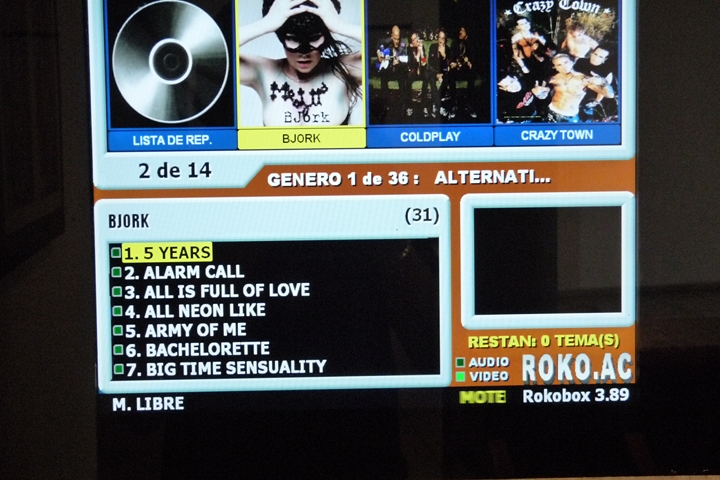 Crazy Town
Björk
LISTA DE REP.
BJORK
COLDPLAY
CRAZY TOWN
2 de 14
GENERO 1 de 36 : ALTERNATI...
BJORK
(31)
1. 5 YEARS
2. ALARM CALL
3. ALL IS FULL OF LOVE
4. ALL NEON LIKE
5. ARMY OF ME
6. BACHELORETTE
7. BIG TIME SENSUALITY
RESTAN: 0 TEMA(S)
AUDIO
VIDEO
ROKO.AC
M. LIBRE
MOTE
Rokobox 3.89